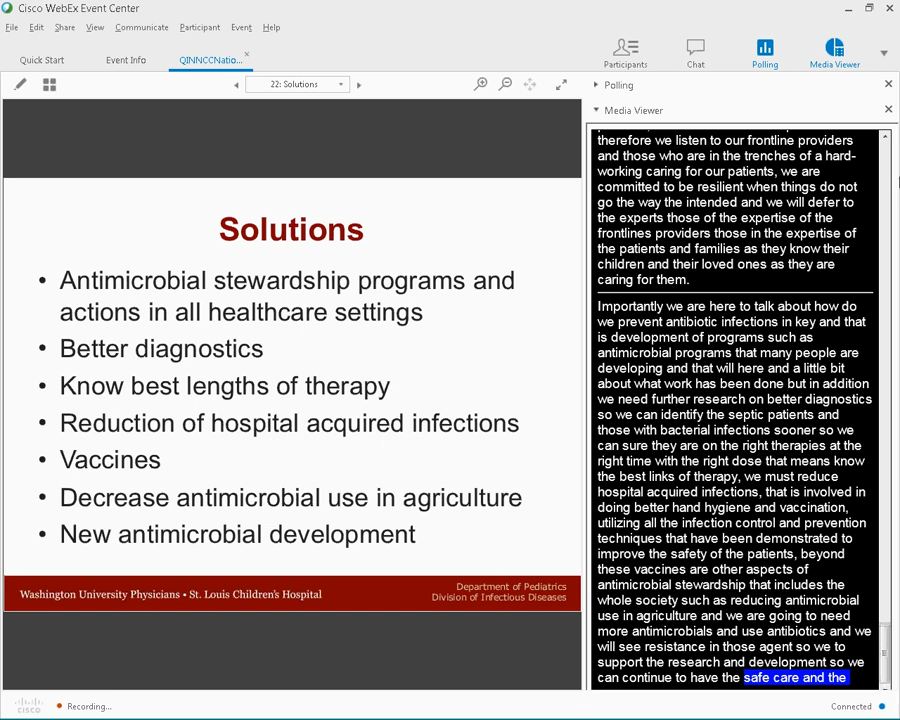 Cisco WebEx Event Center
File Edit Share View Communicate Participant Event Help
Quick Start Event Info QINNCCNatio...
Participants Chat Polling Media Viewer
22: Solutions
Polling
Media Viewer
Solutions
• Antimicrobial stewardship programs and
actions in all healthcare settings
• Better diagnostics
• Know best lengths of therapy
• Reduction of hospital acquired infections
• Vaccines
• Decrease antimicrobial use in agriculture
• New antimicrobial development
Washington University Physicians • St. Louis Children's Hospital
Department of Pediatrics
Division of Infectious Diseases
therefore we listen to our frontline providers
and those who are in the trenches of a hard-
working caring for our patients, we are
committed to be resilient when things do not
go the way the intended and we will defer to
the experts those of the expertise of the
frontlines providers those in the expertise of
the patients and families as they know their
children and their loved ones as they are
caring for them.
Importantly we are here to talk about how do
we prevent antibiotic infections in key and that
is development of programs such as
antimicrobial programs that many people are
developing and that will here and a little bit
about what work has been done but in addition
we need further research on better diagnostics
so we can identify the septic patients and
those with bacterial infections sooner so we
can sure they are on the right therapies at the
right time with the right dose that means know
the best links of therapy, we must reduce
hospital acquired infections, that is involved in
doing better hand hygiene and vaccination,
utilizing all the infection control and prevention
techniques that have been demonstrated to
improve the safety of the patients, beyond
these vaccines are other aspects of
antimicrobial stewardship that includes the
whole society such as reducing antimicrobial
use in agriculture and we are going to need
more antimicrobials and use antibiotics and we
will see resistance in those agent so we to
support the research and development so we
can continue to have the safe care and the
cisco Recording...
Connected